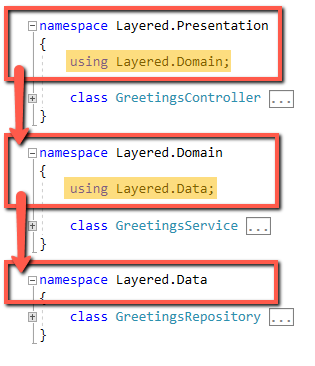 namespace Layered.Presentation
{
using Layered.Domain;
class GreetingsController ...
}
namespace Layered.Domain
{
using Layered.Data;
class GreetingsService ...
}
namespace Layered.Data
{
class GreetingsRepository ...
}